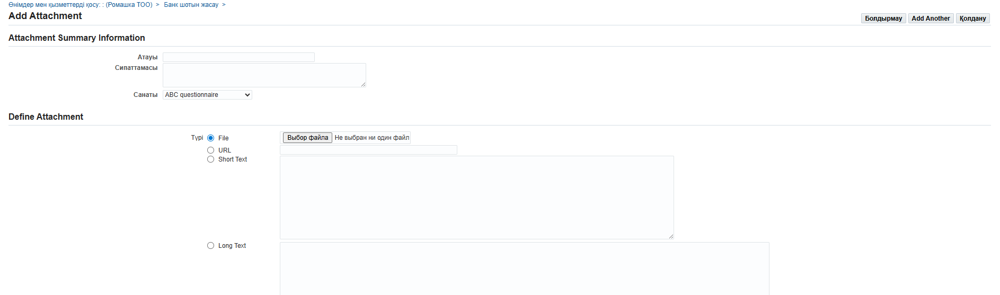 Өнімдер мен қызметтерді қосу: : (Ромашка ТОО) > Банк шотын жасау >
Add Attachment
Болдырмау Add Another Қолдану
Attachment Summary Information
Атауы
Сипаттамасы
Санаты ABC questionnaire
Define Attachment
Түрі File Выбор файла Не выбран ни один файл
URL
Short Text
Long Text